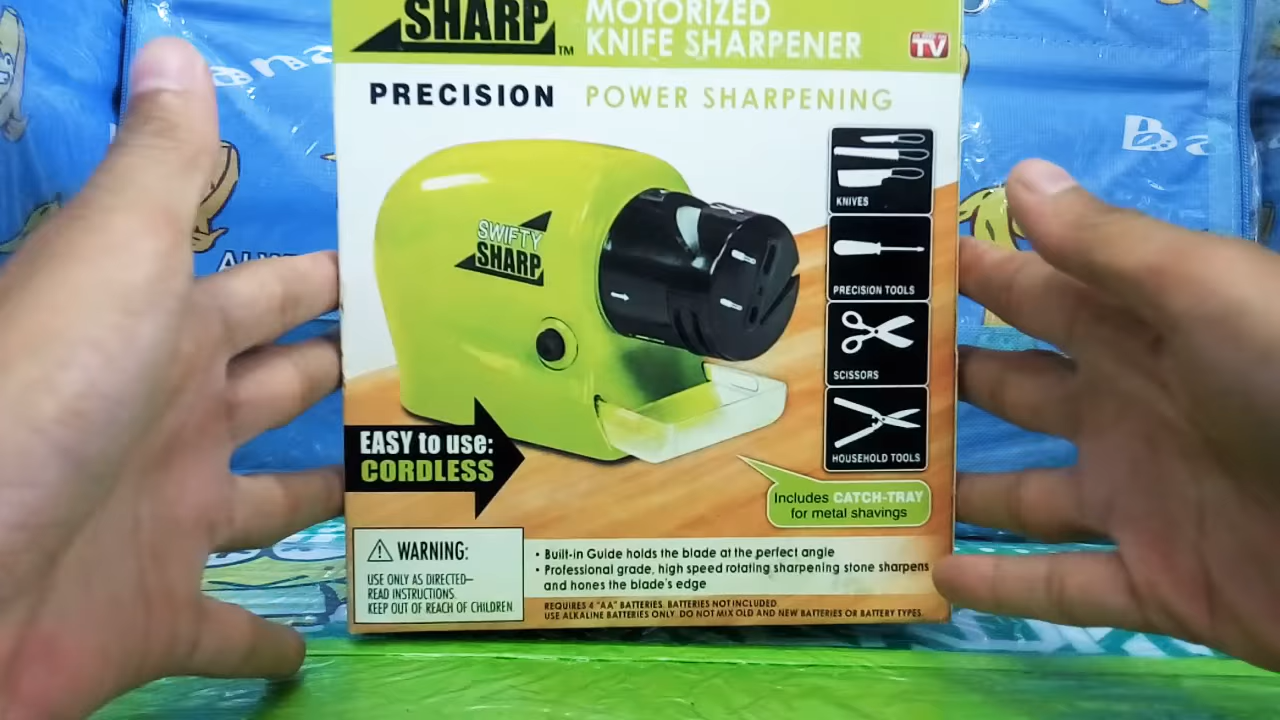 SHARP™
MOTORIZED
KNIFE SHARPENER
TV
PRECISION POWER SHARPENING
KNIVES
PRECISION TOOLS
SCISSORS
HOUSEHOLD TOOLS
SWIFTY
SHARP
EASY to use:
CORDLESS
Includes CATCH-TRAY
for metal shavings
WARNING:
USE ONLY AS DIRECTED–
READ INSTRUCTIONS.
KEEP OUT OF REACH OF CHILDREN.
• Built-in Guide holds the blade at the perfect angle
• Professional grade, high speed rotating sharpening stone sharpens
and hones the blade's edge
REQUIRES 4 "AA" BATTERIES. BATTERIES NOT INCLUDED
USE ALKALINE BATTERIES ONLY. DO NOT MIX OLD AND NEW BATTERIES OR BATTERY TYPES.